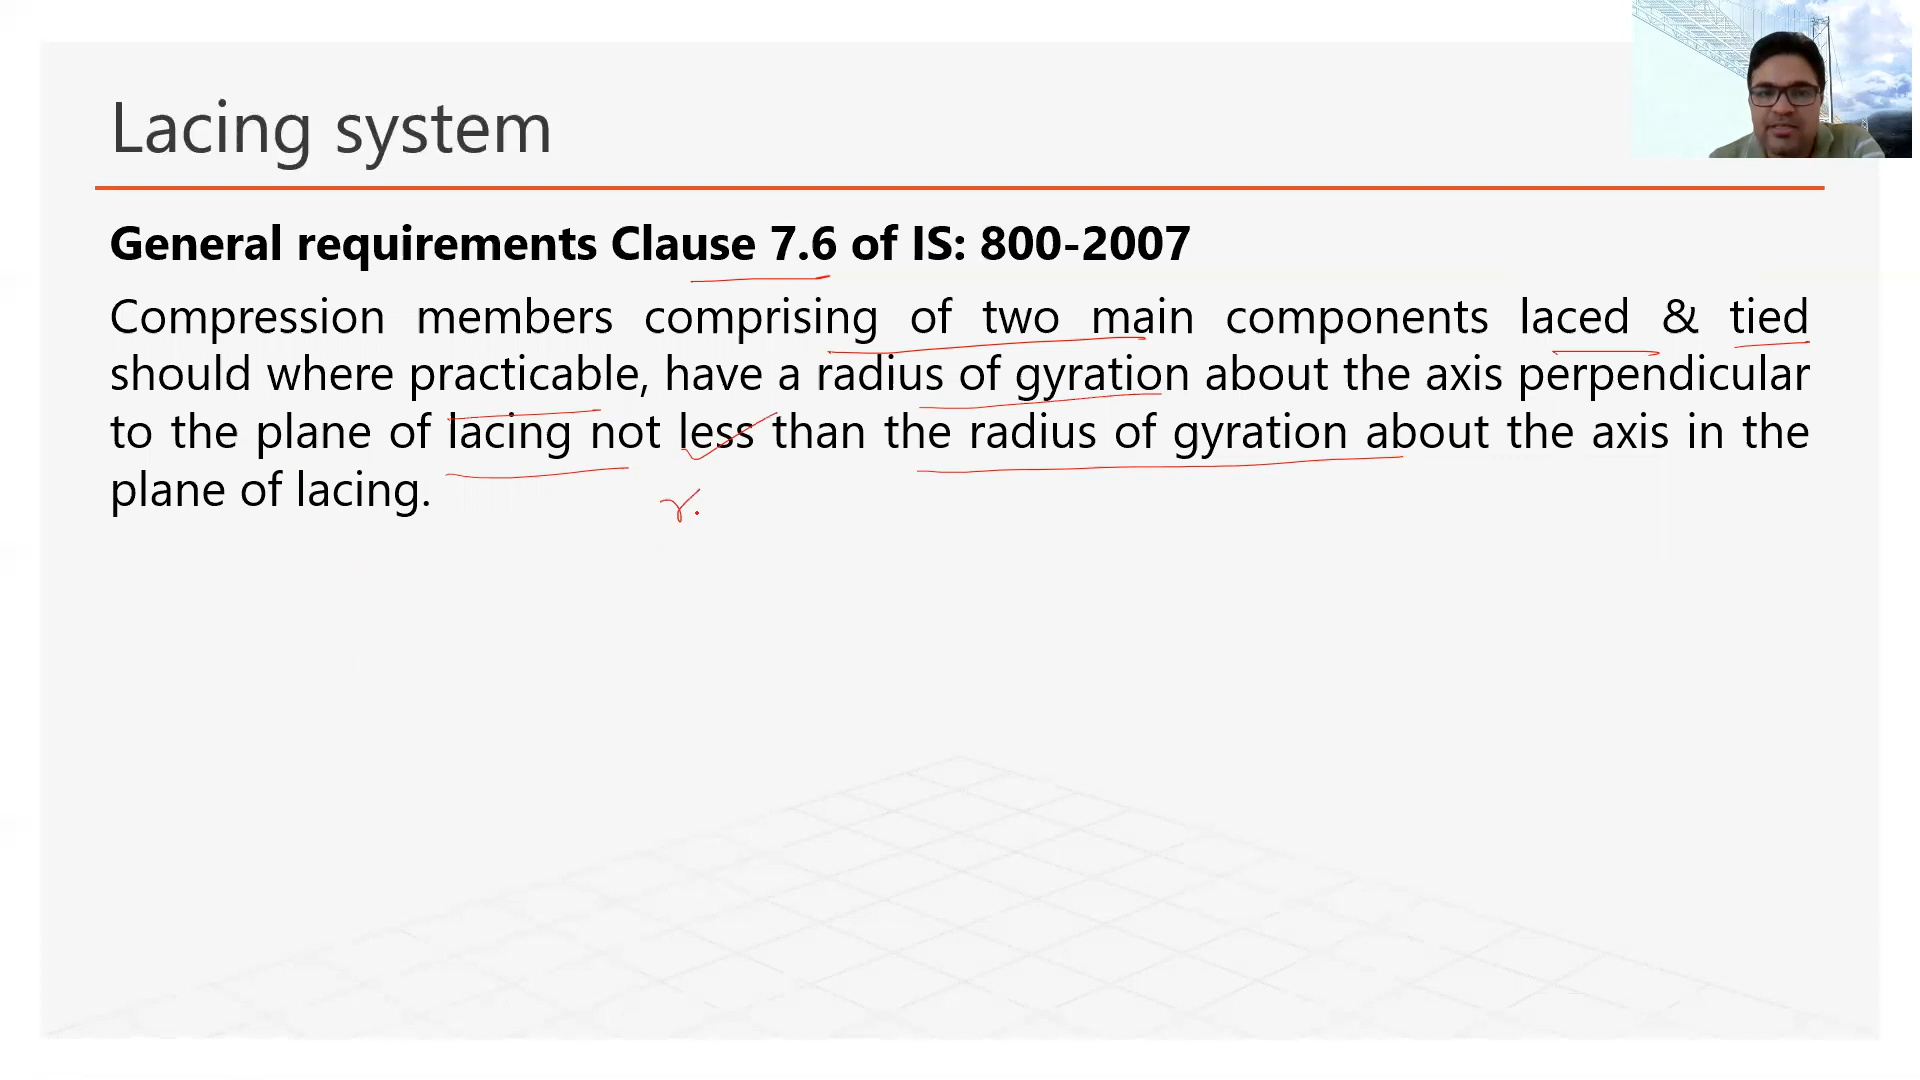 Lacing system
General requirements Clause 7.6 of IS: 800-2007
Compression members comprising of two main components laced & tied
should where practicable, have a radius of gyration about the axis perpendicular
to the plane of lacing not less than the radius of gyration about the axis in the
plane of lacing.
r